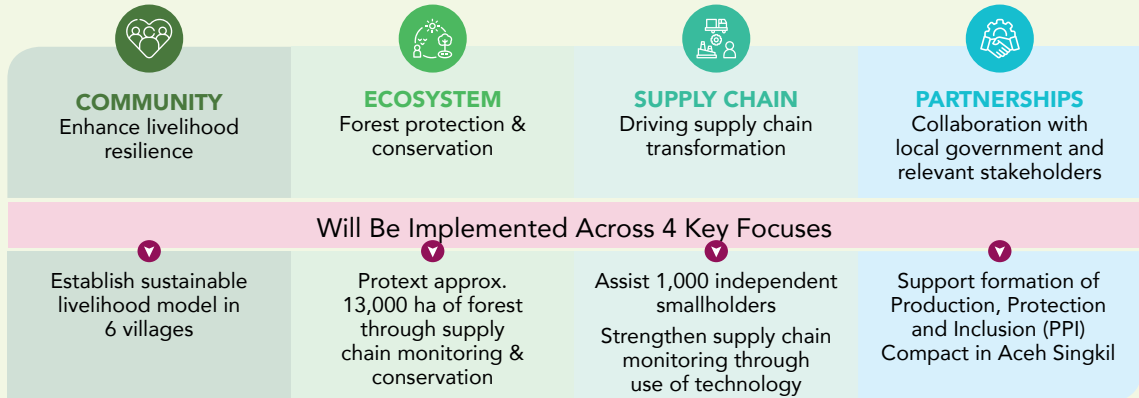 COMMUNITY
Enhance livelihood
resilience
ECOSYSTEM
Forest protection &
conservation
SUPPLY CHAIN
Driving supply chain
transformation
PARTNERSHIPS
Collaboration with
local government and
relevant stakeholders
Will Be Implemented Across 4 Key Focuses
Establish sustainable
livelihood model in
6 villages
Protext approx.
13,000 ha of forest
through supply
chain monitoring &
conservation
Assist 1,000 independent
smallholders
Strengthen supply chain
monitoring through
use of technology
Support formation of
Production, Protection
and Inclusion (PPI)
Compact in Aceh Singkil